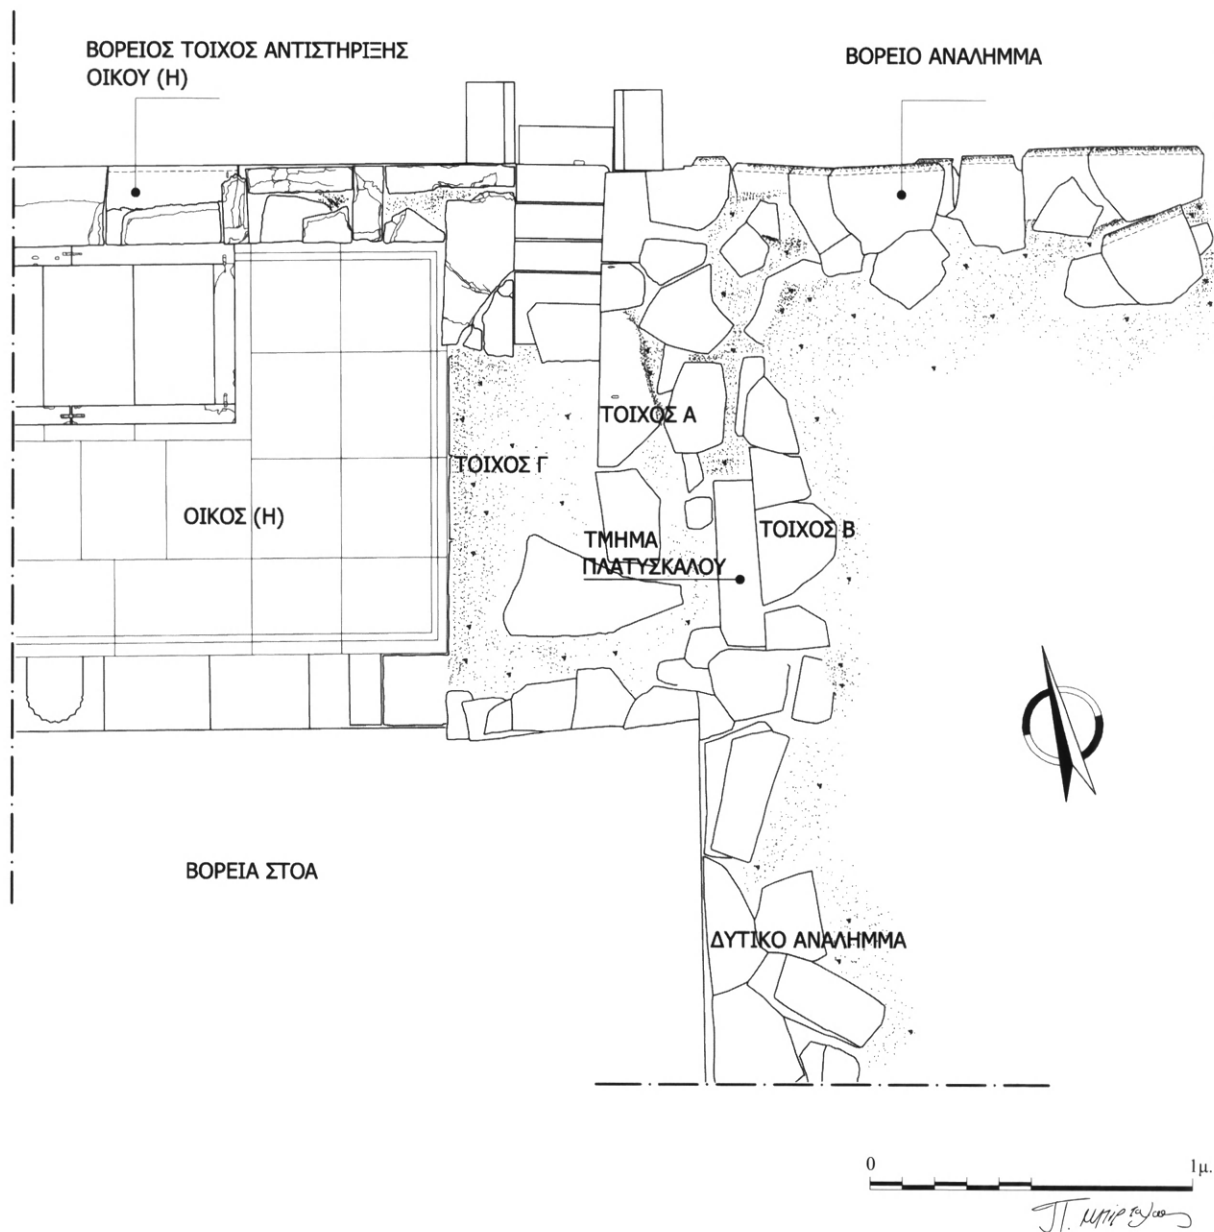 ΒΟΡΕΙΟΣ ΤΟΙΧΟΣ ΑΝΤΙΣΤΗΡΙΞΗΣ
ΟΙΚΟΥ (Η)
ΒΟΡΕΙΟ ΑΝΑΛΗΜΜΑ
ΤΟΙΧΟΣ Α
ΤΟΙΧΟΣ Γ
ΟΙΚΟΣ (Η)
ΤΟΙΧΟΣ Β
ΤΜΗΜΑ
ΠΛΑΤΥΣΚΑΛΟΥ
ΒΟΡΕΙΑ ΣΤΟΑ
ΔΥΤΙΚΟ ΑΝΑΛΗΜΜΑ
0 1μ.